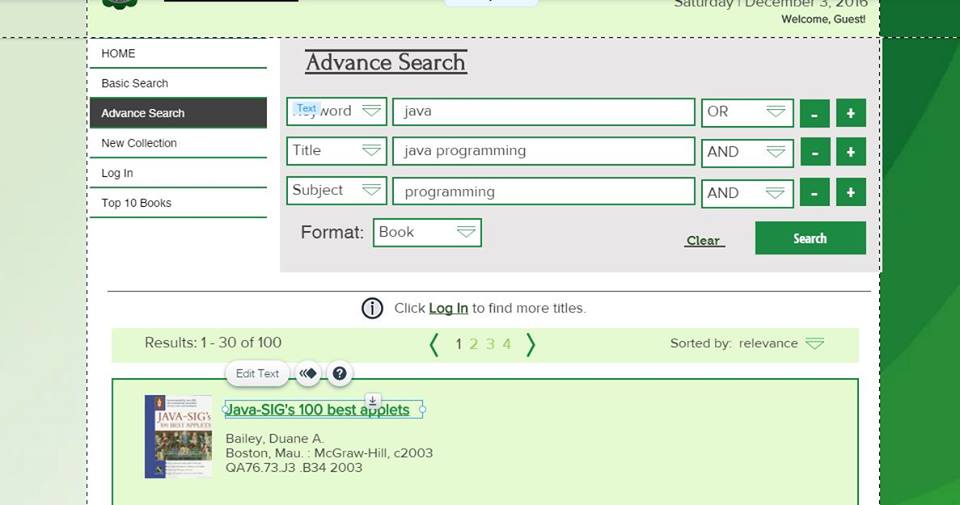 Saturday | December 3, 2016
Welcome, Guest!
HOME
Basic Search
Advance Search
New Collection
Log In
Top 10 Books
Advance Search
Text
Keyword
java
OR
-
+
Title
java programming
AND
-
+
Subject
programming
AND
-
+
Format:
Book
Clear
Search
Click Log In to find more titles.
Results: 1 - 30 of 100
1 2 3 4
Sorted by: relevance
Edit Text
?
JAVA-SIG's
100 BEST APPLETS
Java-SIG's 100 best applets
Bailey, Duane A.
Boston, Mau. : McGraw-Hill, c2003
QA76.73.J3 .B34 2003